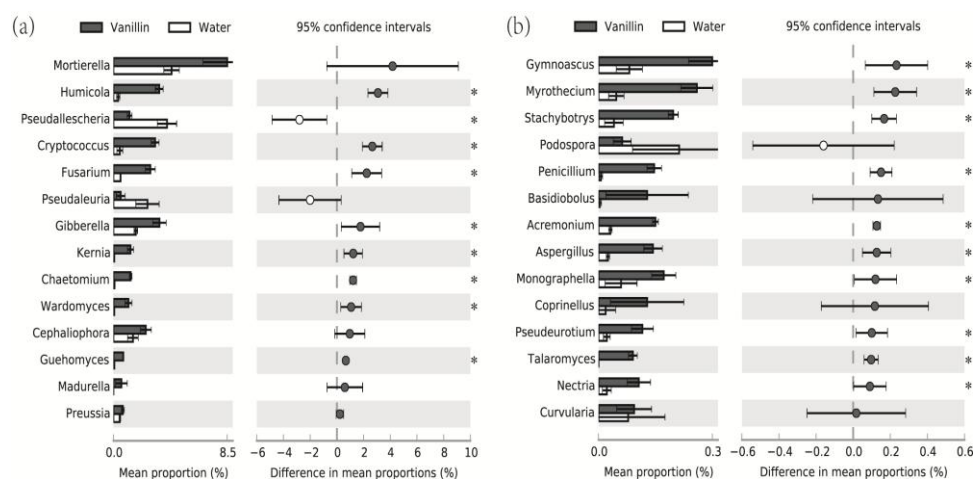 (a) Vanillin Water 95% confidence intervals
Mortierella
Humicola *
Pseudallescheria *
Cryptococcus *
Fusarium *
Pseudaleuria
Gibberella *
Kernia *
Chaetomium *
Wardomyces *
Cephaliophora
Guehomyces *
Madurella
Preussia
0.0 8.5 −6 −4 −2 0 2 4 6 8 10
Mean proportion (%) Difference in mean proportions (%)
(b) Vanillin Water 95% confidence intervals
Gymnoascus *
Myrothecium *
Stachybotrys *
Podospora
Penicillium *
Basidiobolus
Acremonium *
Aspergillus *
Monographella *
Coprinellus
Pseudeurotium *
Talaromyces *
Nectria *
Curvularia
0.0 0.3 −0.6 −0.4 −0.2 0.0 0.2 0.4 0.6
Mean proportion (%) Difference in mean proportions (%)